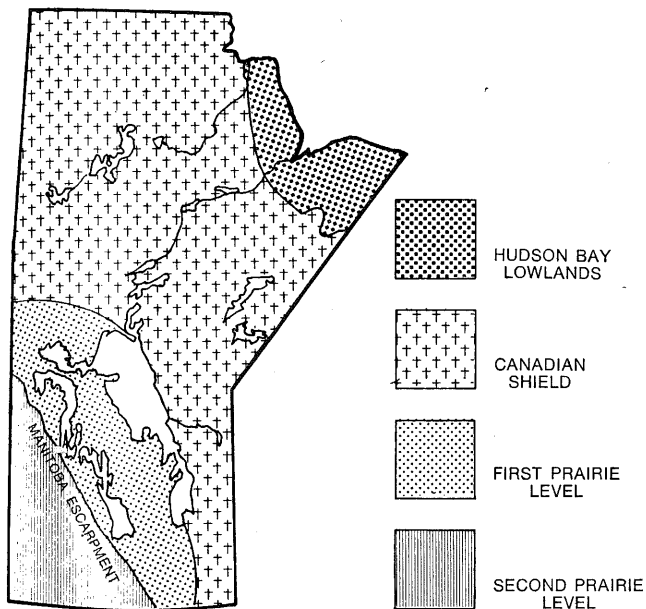 HUDSON BAY
LOWLANDS
CANADIAN
SHIELD
FIRST PRAIRIE
LEVEL
SECOND PRAIRIE
LEVEL
MANITOBA ESCARPMENT